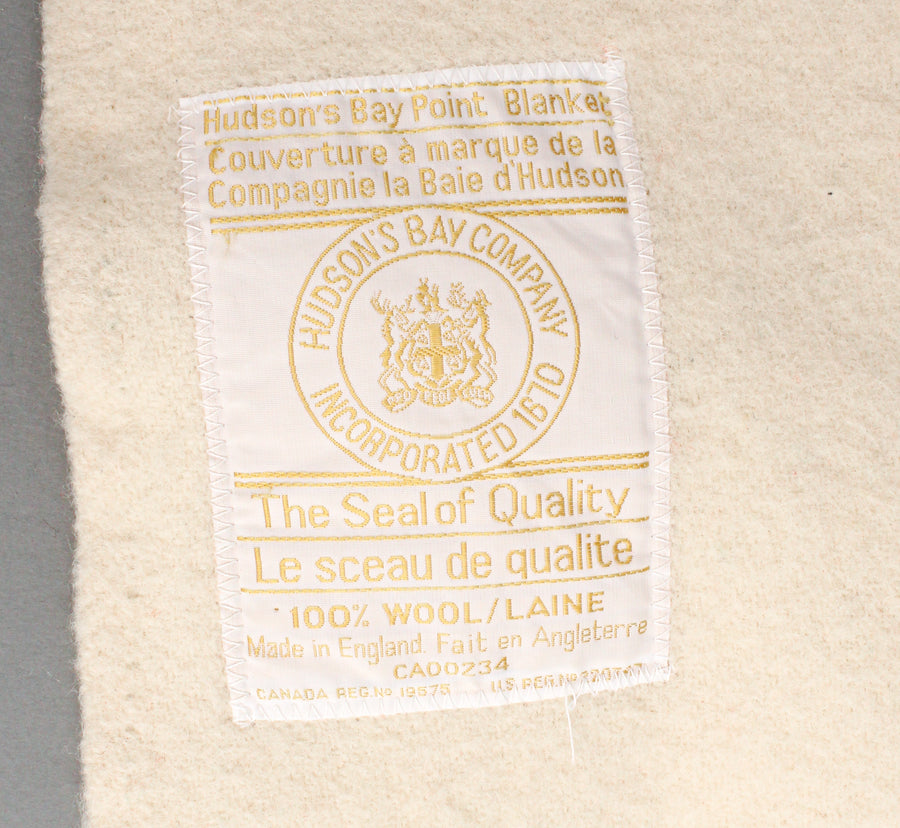 Hudson's Bay Point Blanket
Couverture à marque de la
Compagnie la Baie d'Hudson
HUDSON'S BAY COMPANY
INCORPORATED 1670
The Seal of Quality
Le sceau de qualite
100% WOOL/LAINE
Made in England. Fait en Angleterre
CA00234
CANADA REG. No 19575 U.S. REG. No